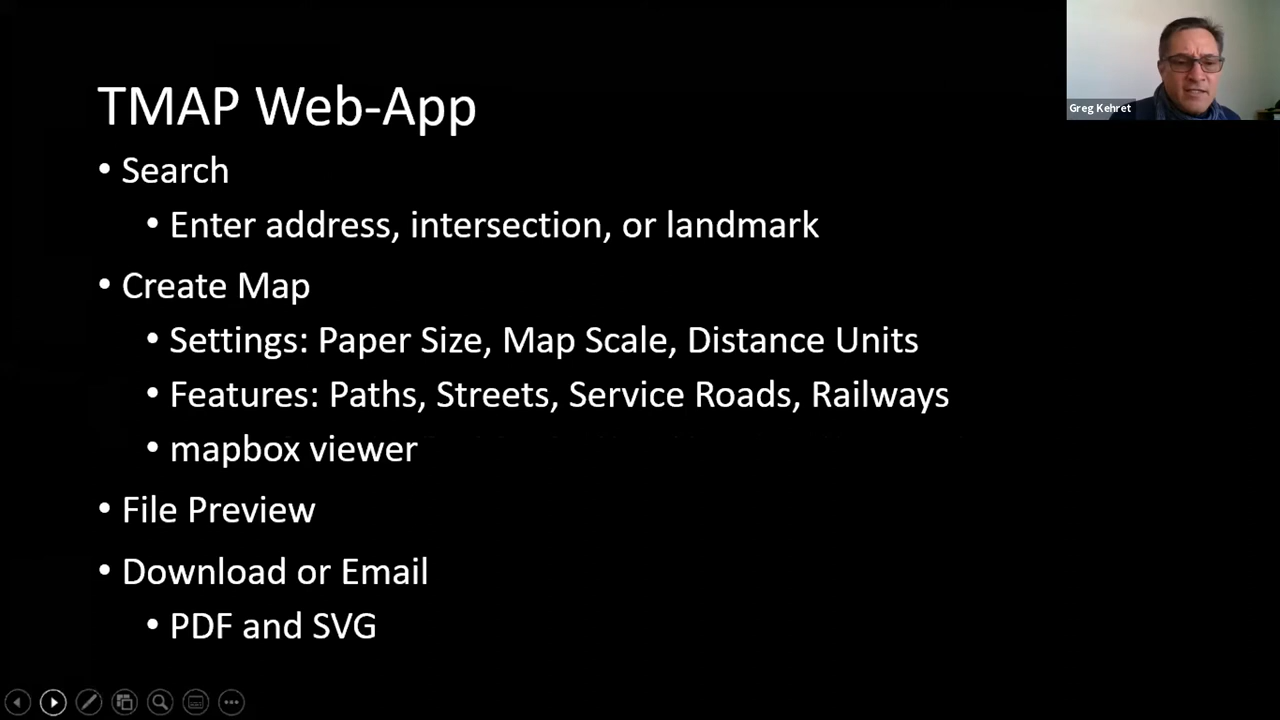 TMAP Web-App
• Search
• Enter address, intersection, or landmark
• Create Map
• Settings: Paper Size, Map Scale, Distance Units
• Features: Paths, Streets, Service Roads, Railways
• mapbox viewer
• File Preview
• Download or Email
• PDF and SVG
Greg Kehret